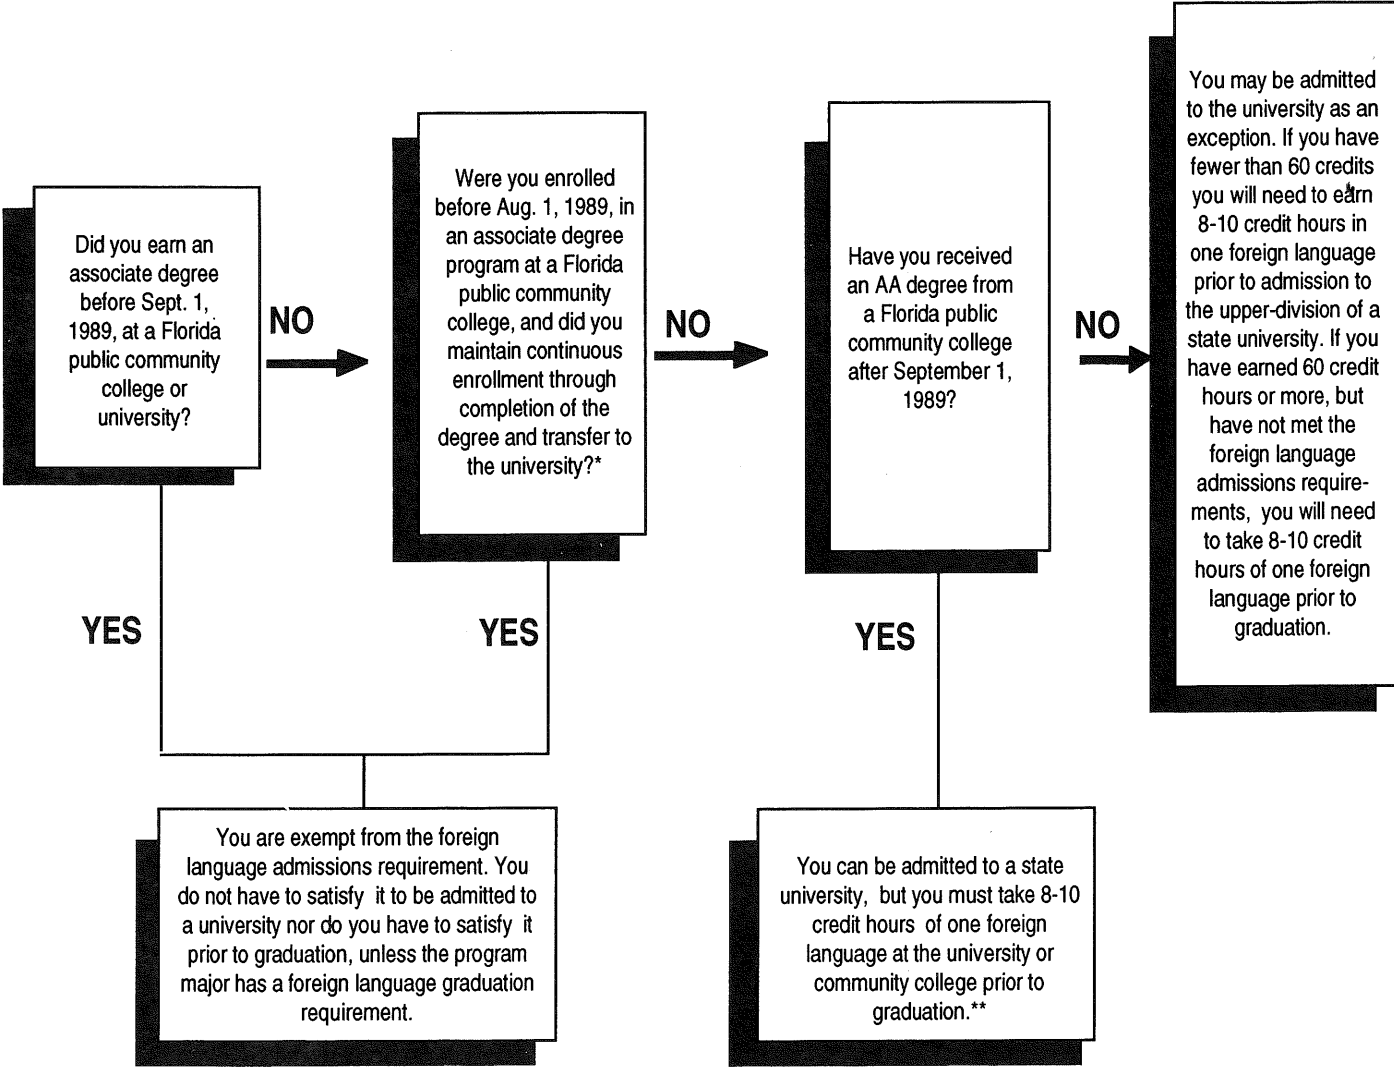 Did you earn an
associate degree
before Sept. 1,
1989, at a Florida
public community
college or
university?
NO
Were you enrolled
before Aug. 1, 1989, in
an associate degree
program at a Florida
public community
college, and did you
maintain continuous
enrollment through
completion of the
degree and transfer to
the university?*
NO
Have you received
an AA degree from
a Florida public
community college
after September 1,
1989?
NO
You may be admitted
to the university as an
exception. If you have
fewer than 60 credits
you will need to earn
8-10 credit hours in
one foreign language
prior to admission to
the upper-division of a
state university. If you
have earned 60 credit
hours or more, but
have not met the
foreign language
admissions require-
ments, you will need
to take 8-10 credit
hours of one foreign
language prior to
graduation.
YES
YES
YES
You are exempt from the foreign
language admissions requirement. You
do not have to satisfy it to be admitted to
a university nor do you have to satisfy it
prior to graduation, unless the program
major has a foreign language graduation
requirement.
You can be admitted to a state
university, but you must take 8-10
credit hours of one foreign
language at the university or
community college prior to
graduation.**